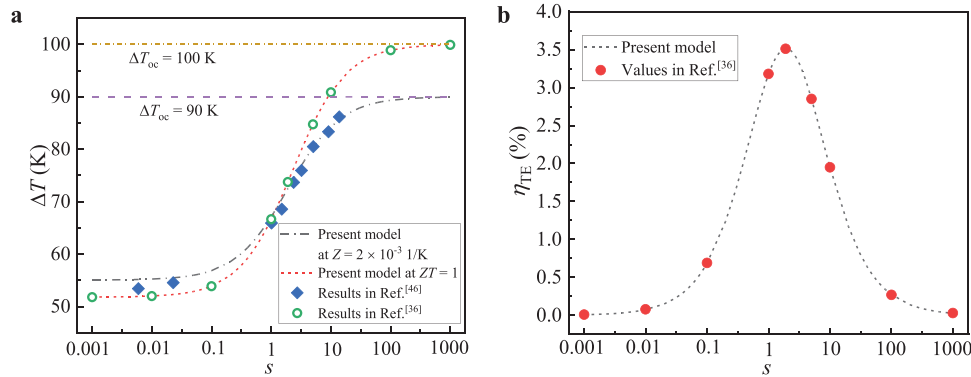 a
100
90
80
70
60
50
ΔT (K)
ΔToc = 100 K
ΔToc = 90 K
Present model
at Z = 2 × 10⁻³ 1/K
Present model at ZT = 1
Results in Ref.[46]
Results in Ref.[36]
0.001 0.01 0.1 1 10 100 1000
s
b
4.0
3.5
3.0
2.5
2.0
1.5
1.0
0.5
0.0
ηTE (%)
Present model
Values in Ref.[36]
0.001 0.01 0.1 1 10 100 1000
s